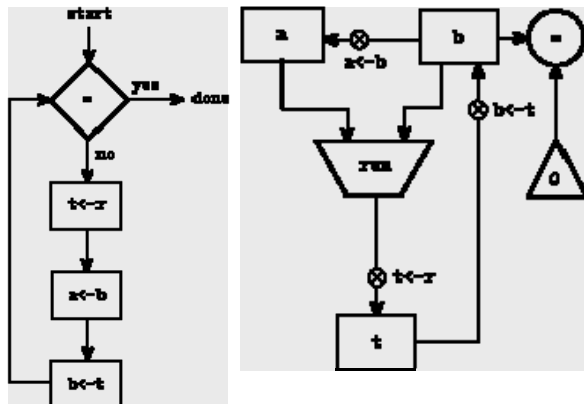 start
=
yes
done
no
t<-r
a<-b
b<-t
a
b
=
a<-b
b<-t
rem
0
t<-r
t